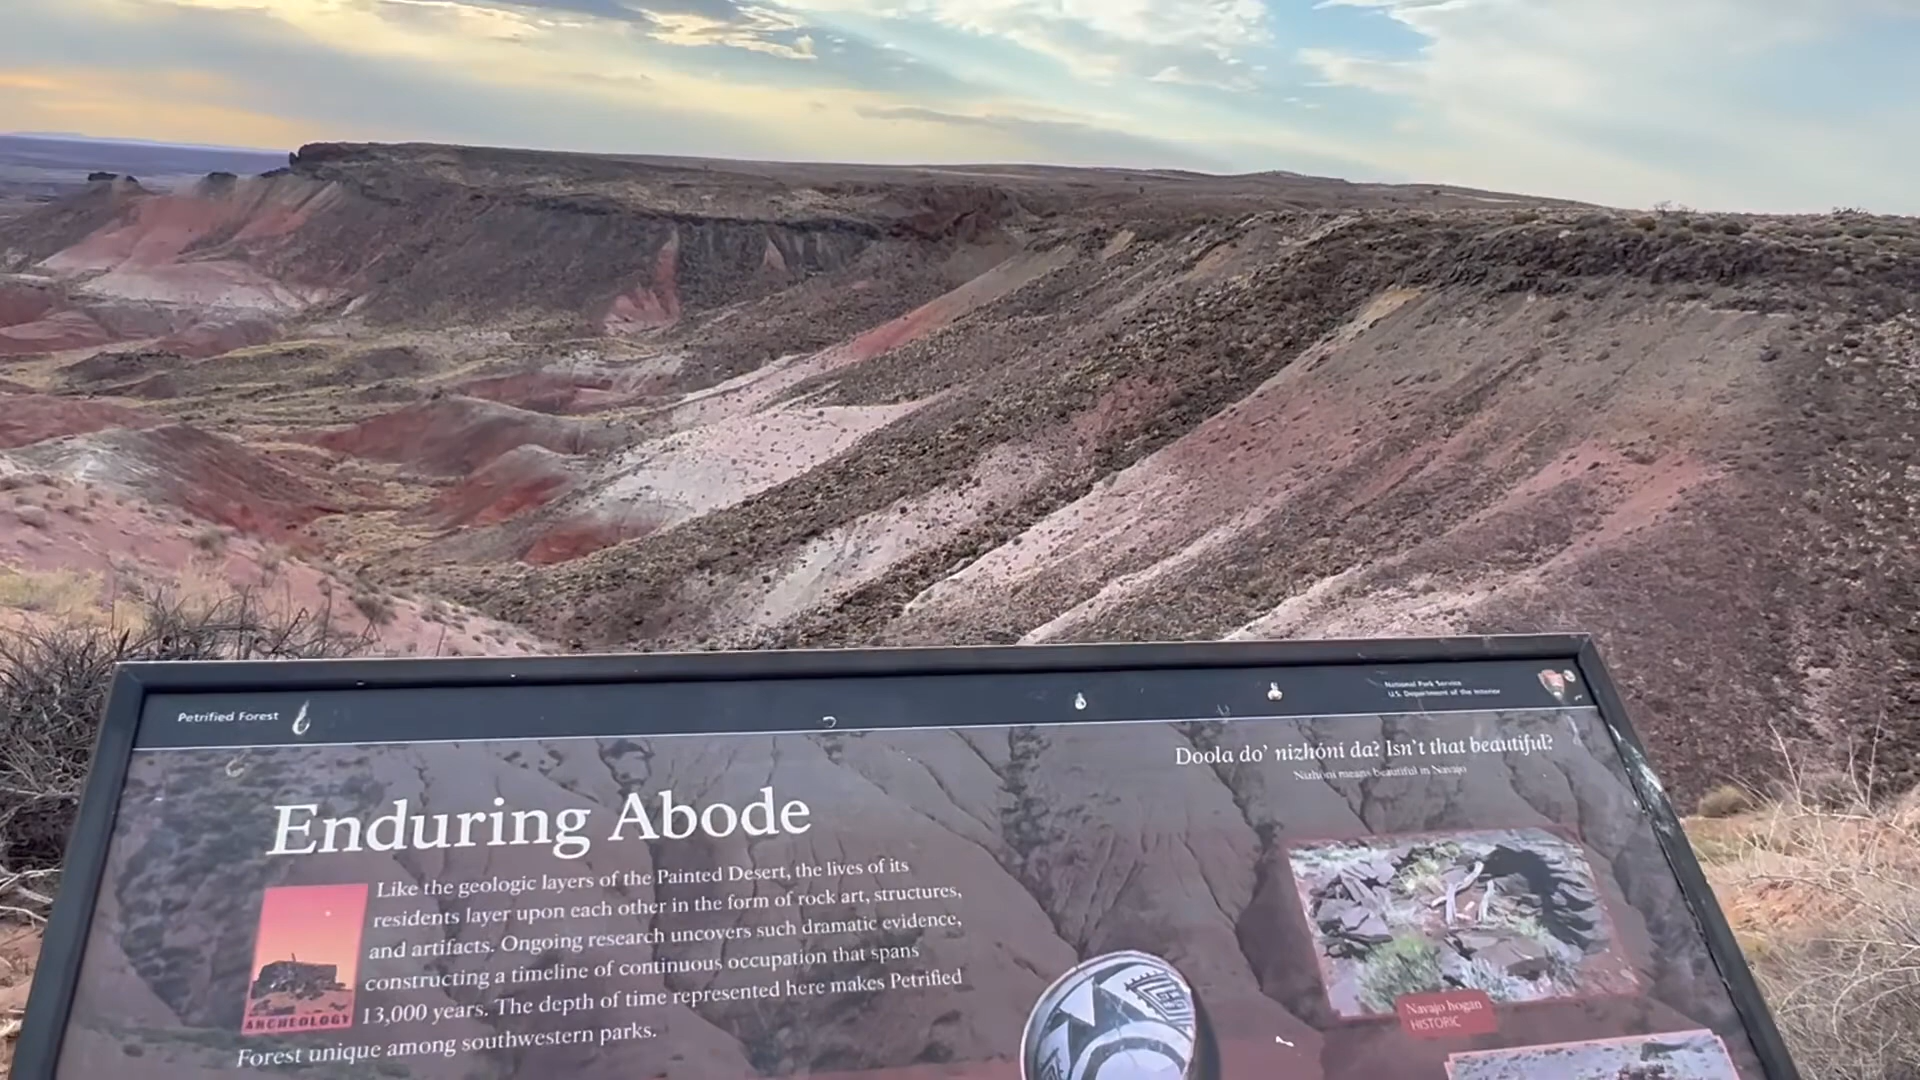 Petrified Forest
National Park Service
U.S. Department of the Interior
Doola do' nizhóní da? Isn't that beautiful?
Nizhóní means beautiful in Navajo
Enduring Abode
Like the geologic layers of the Painted Desert, the lives of its
residents layer upon each other in the form of rock art, structures,
and artifacts. Ongoing research uncovers such dramatic evidence,
constructing a timeline of continuous occupation that spans
13,000 years. The depth of time represented here makes Petrified
Forest unique among southwestern parks.
ARCHEOLOGY
Navajo hogan
HISTORIC